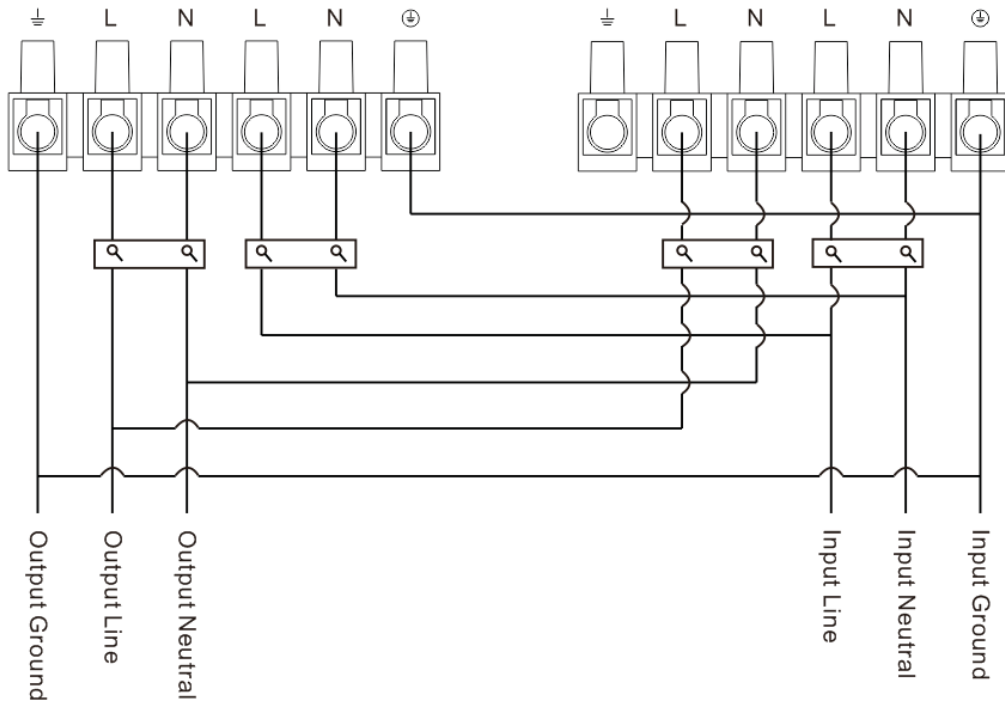 ⏚ L N L N ⏚ ⏚ L N L N ⏚
Output Ground
Output Line
Output Neutral
Input Line
Input Neutral
Input Ground